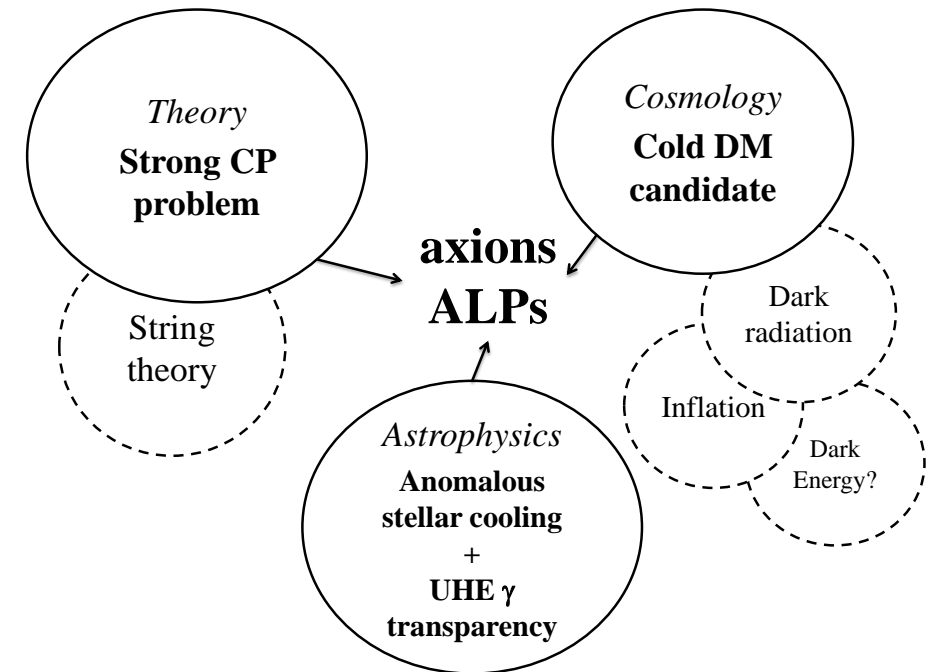 Theory
Strong CP
problem
Cosmology
Cold DM
candidate
axions
ALPs
String
theory
Dark
radiation
Inflation
Dark
Energy?
Astrophysics
Anomalous
stellar cooling
+
UHE γ
transparency